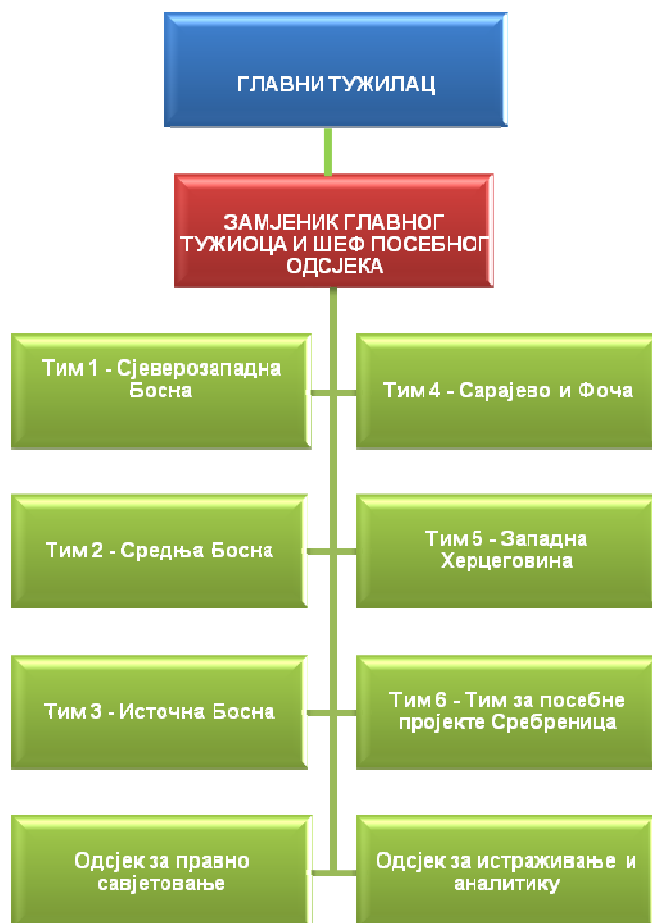 ГЛАВНИ ТУЖИЛАЦ
ЗАМЈЕНИК ГЛАВНОГ
ТУЖИОЦА И ШЕФ ПОСЕБНОГ
ОДСЈЕКА
Тим 1 - Сјеверозападна
Босна
Тим 4 - Сарајево и Фоча
Тим 2 - Средња Босна
Тим 5 - Западна
Херцеговина
Тим 3 - Источна Босна
Тим 6 - Тим за посебне
пројекте Сребреница
Одсјек за правно
савјетовање
Одсјек за истраживање и
аналитику